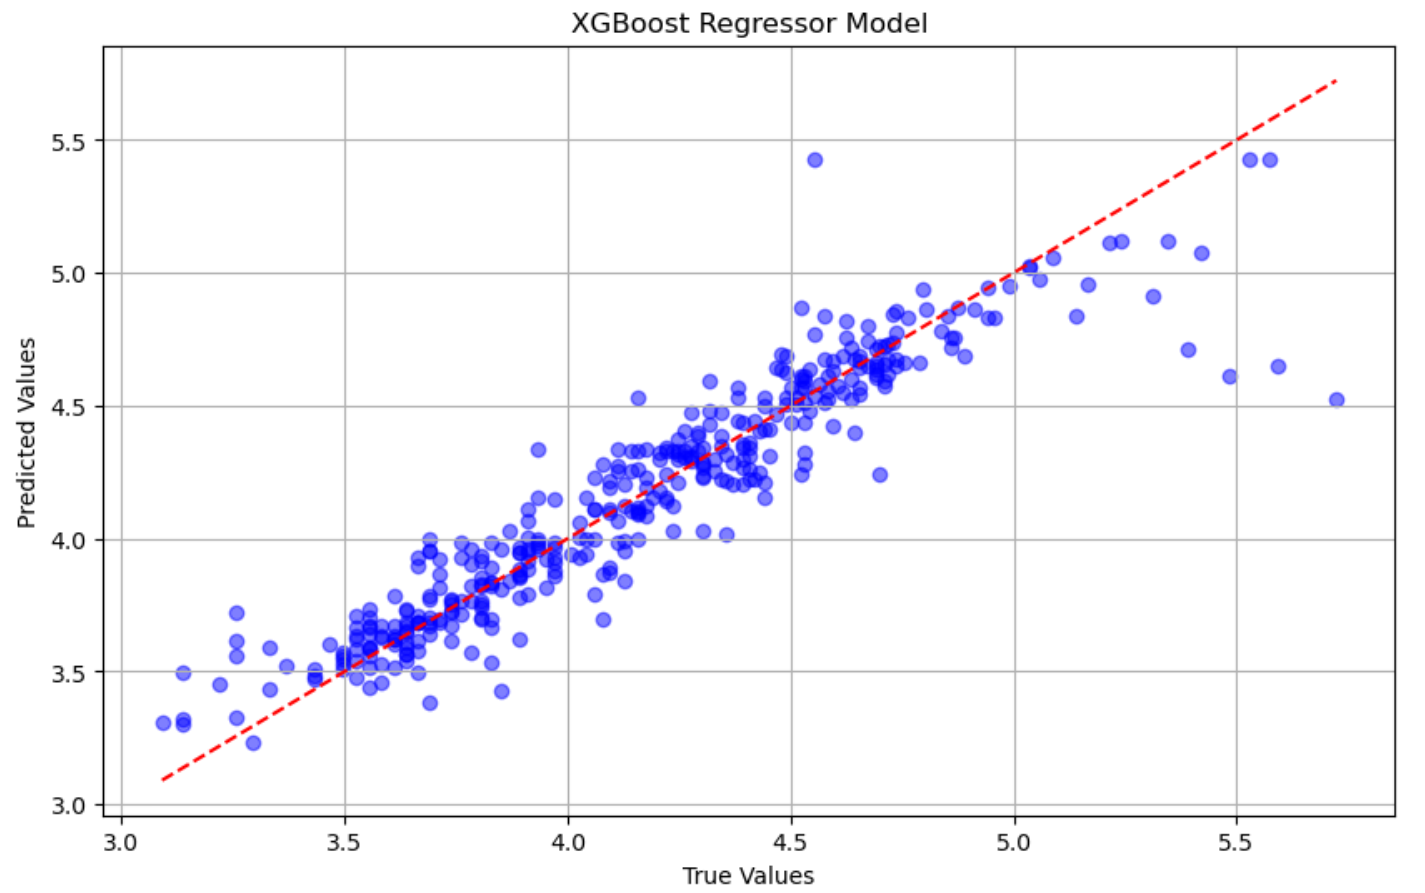 XGBoost Regressor Model
5.5
5.0
4.5
4.0
3.5
3.0
Predicted Values
3.0 3.5 4.0 4.5 5.0 5.5
True Values